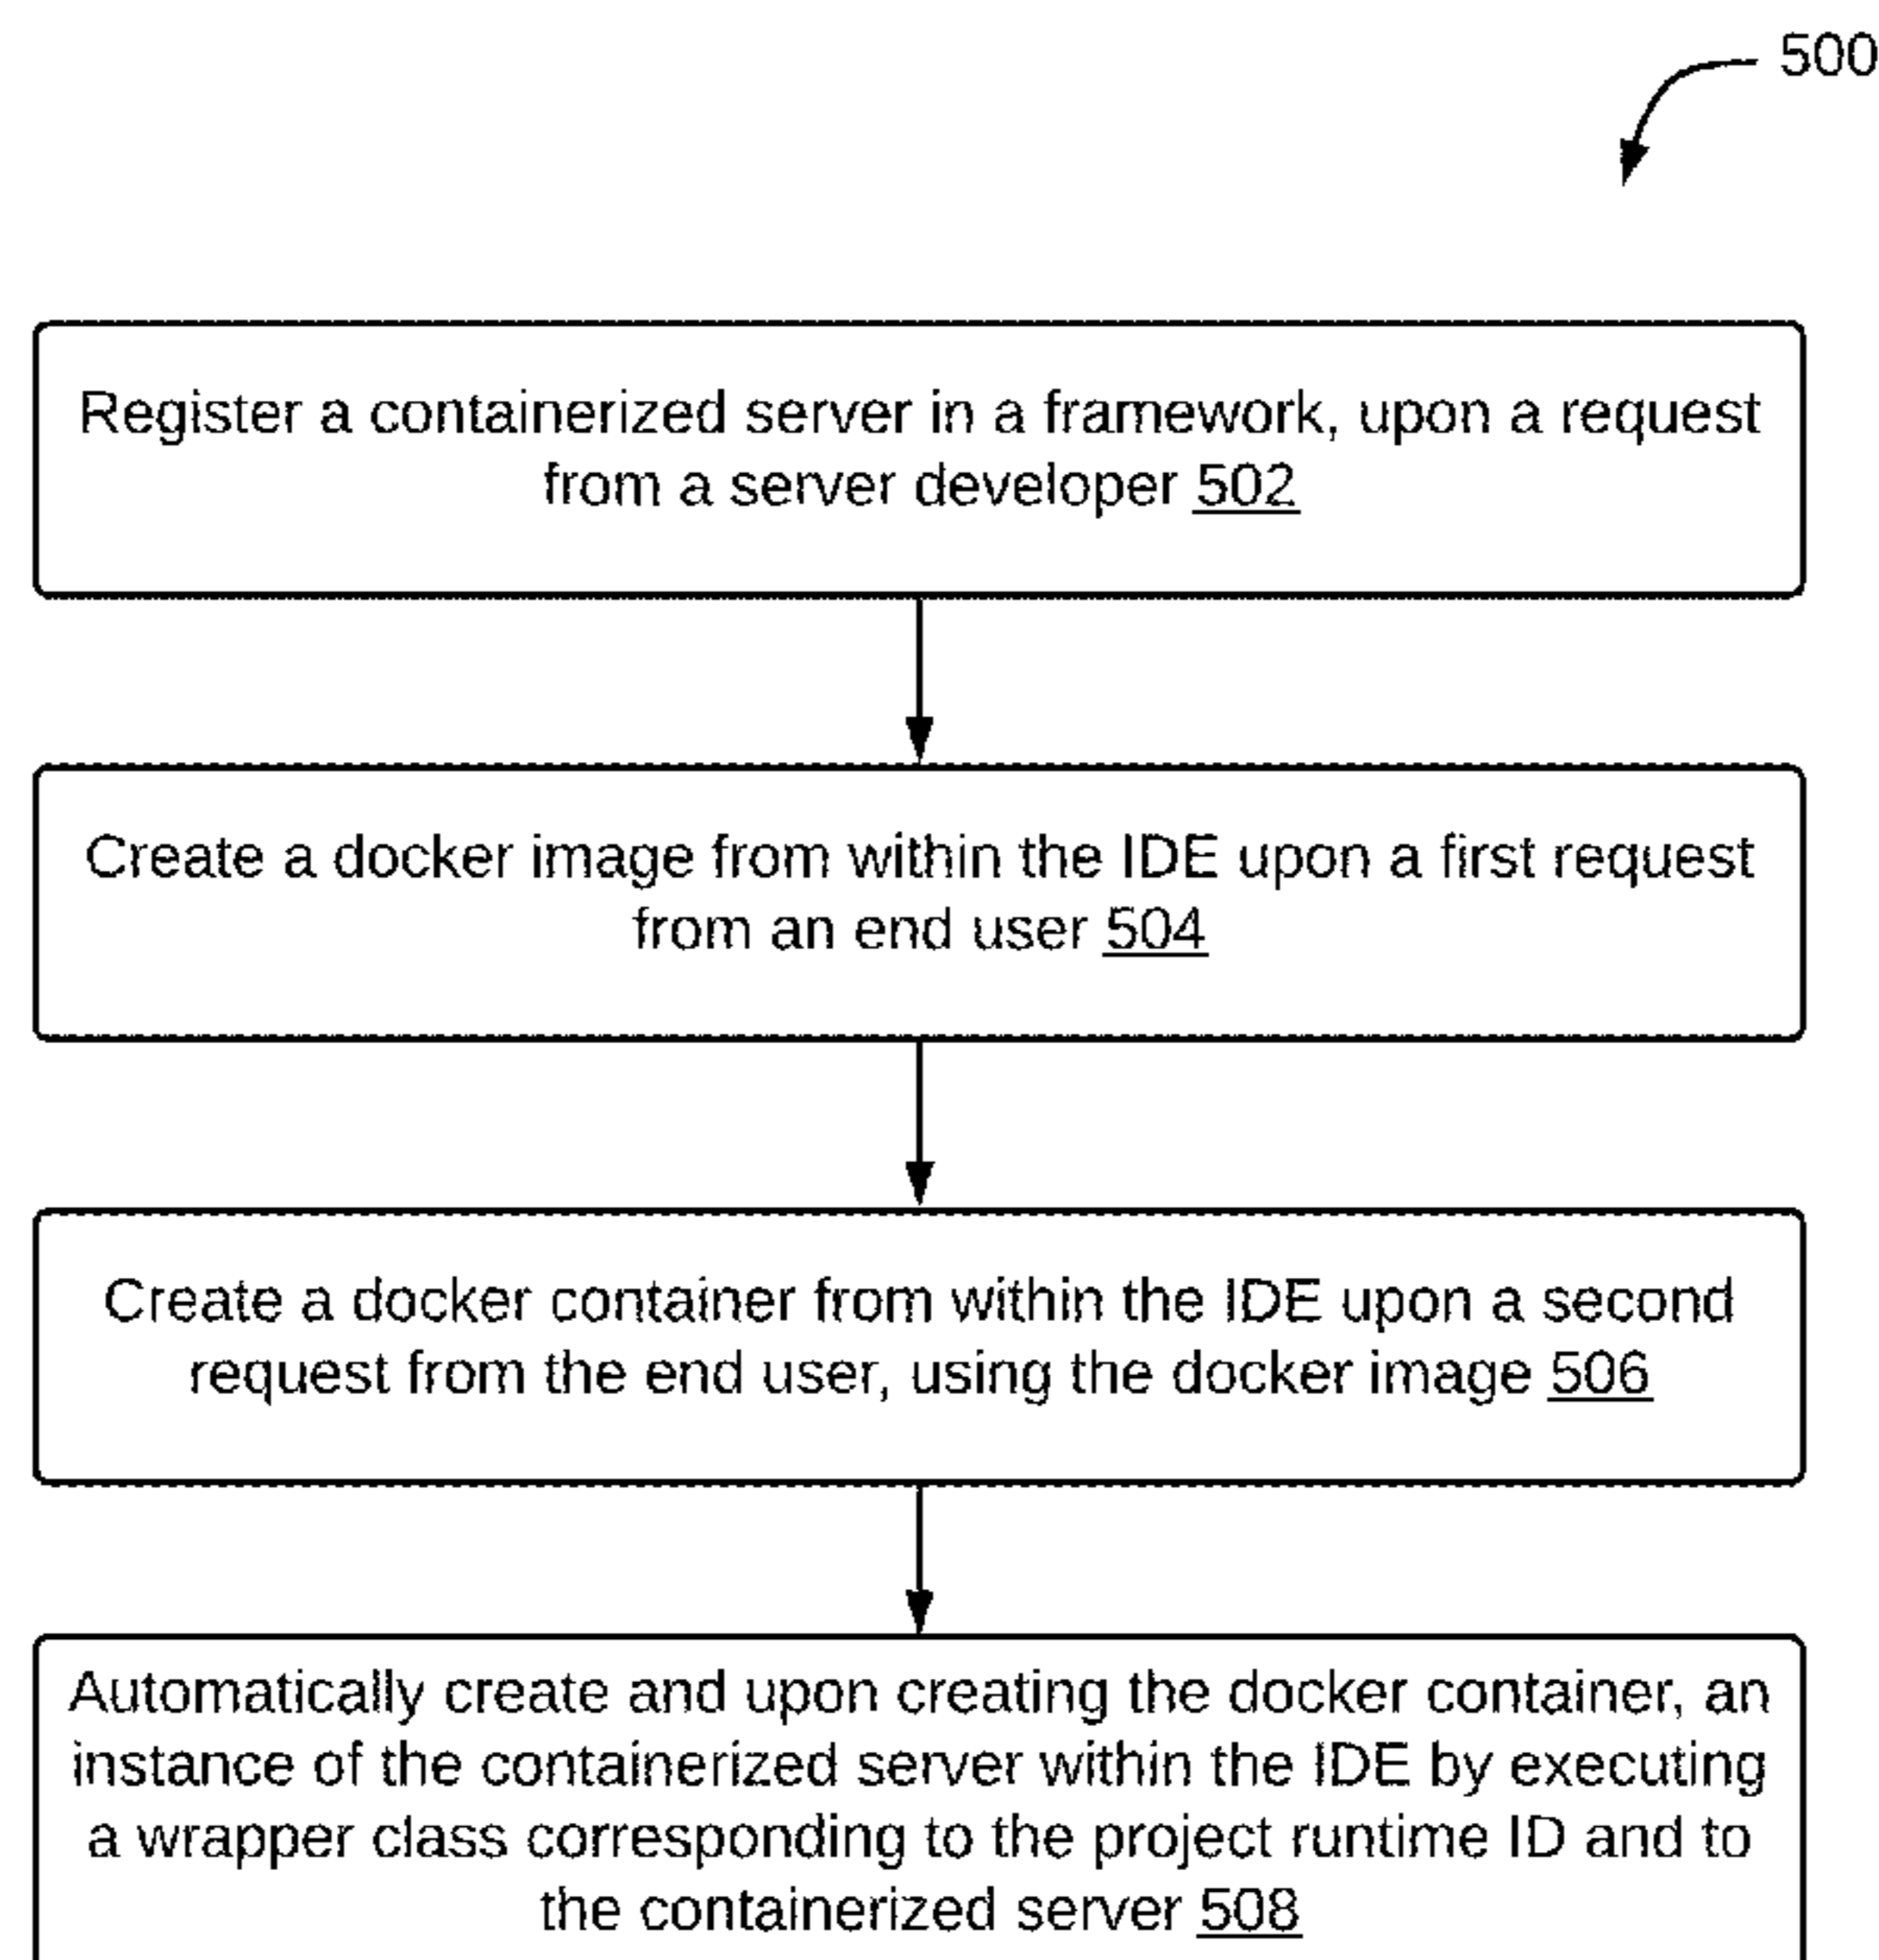 500
Register a containerized server in a framework, upon a request
from a server developer 502
Create a docker image from within the IDE upon a first request
from an end user 504
Create a docker container from within the IDE upon a second
request from the end user, using the docker image 506
Automatically create and upon creating the docker container, an
instance of the containerized server within the IDE by executing
a wrapper class corresponding to the project runtime ID and to
the containerized server 508